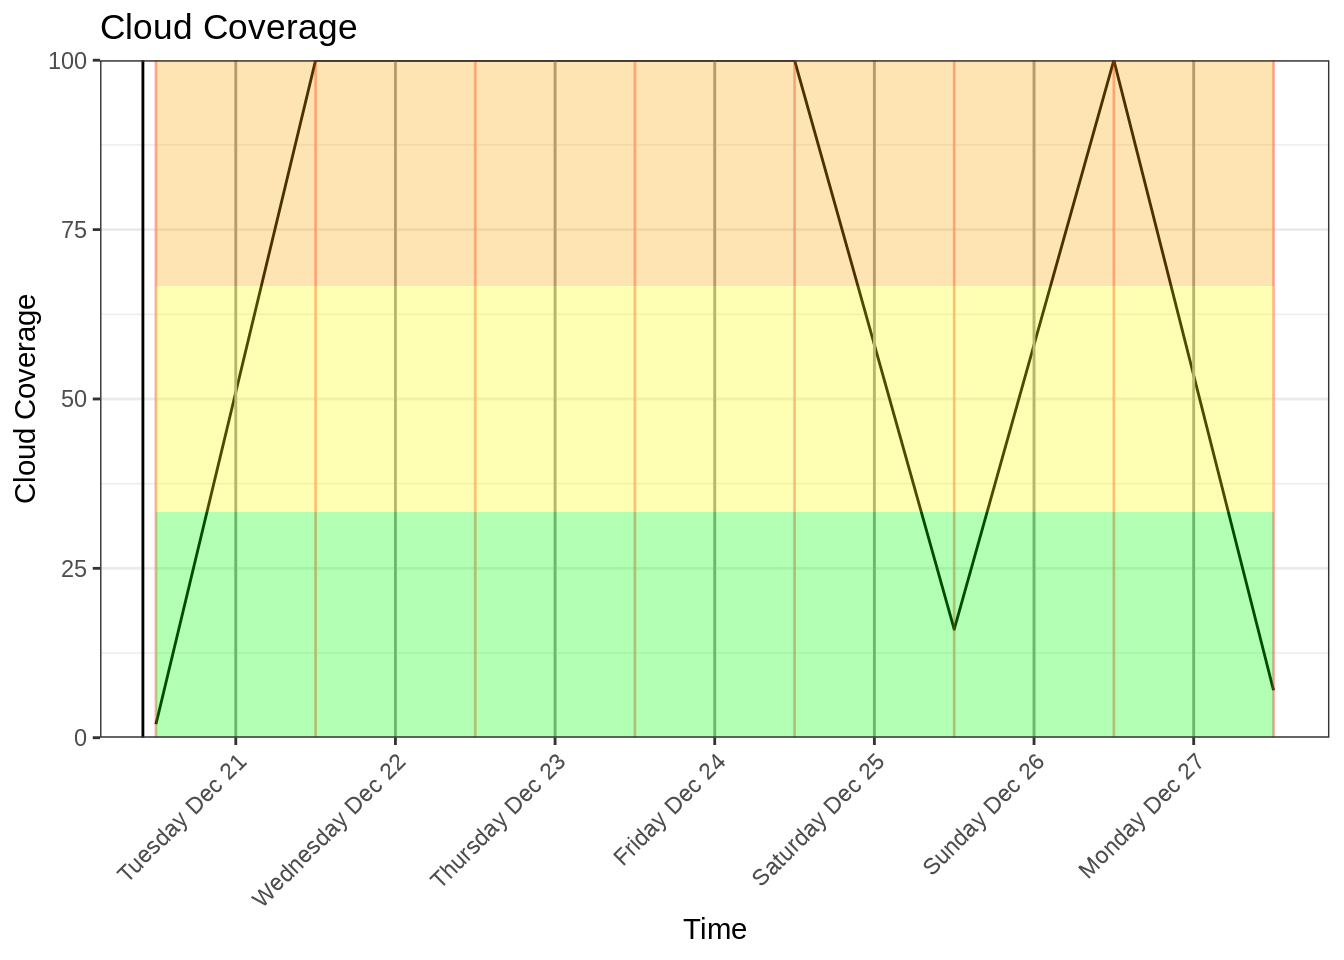 Cloud Coverage
Cloud Coverage
100
75
50
25
0
Tuesday Dec 21
Wednesday Dec 22
Thursday Dec 23
Friday Dec 24
Saturday Dec 25
Sunday Dec 26
Monday Dec 27
Time